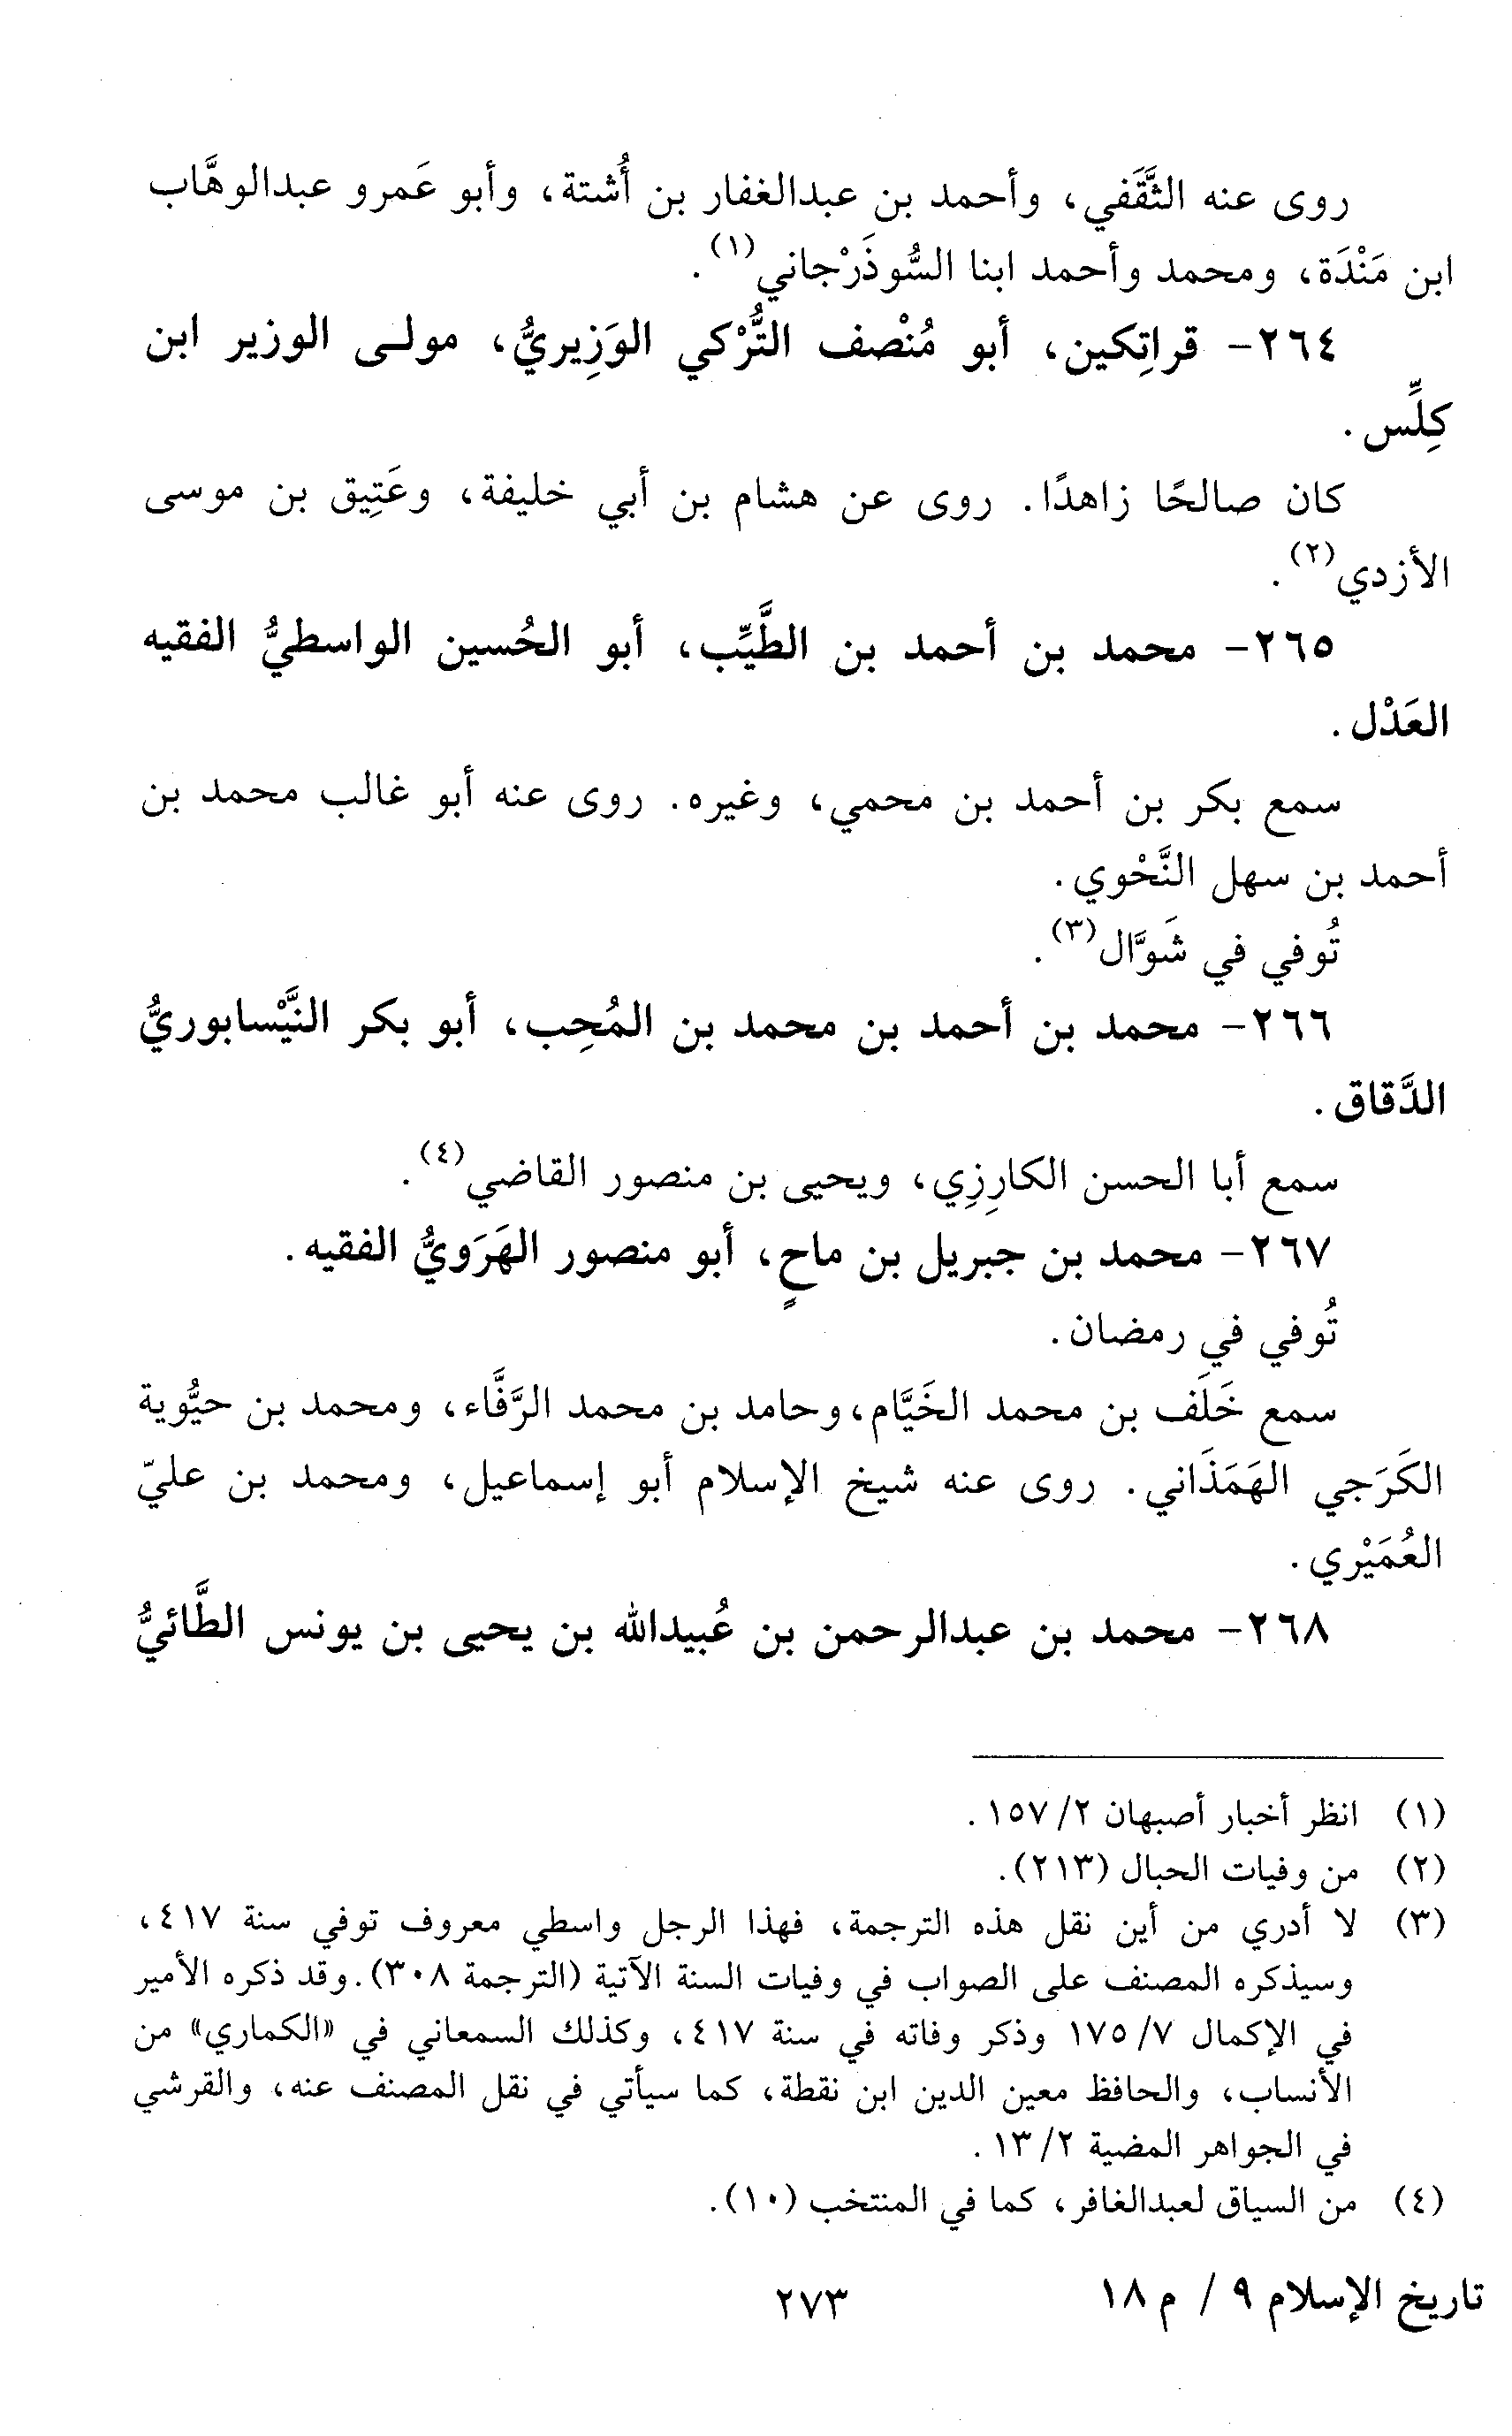 روى عنه الثَّقَفي، وأحمد بن عبدالغفار بن أُشتة، وأبو عَمرو عبدالوهَّاب
ابن مَنْدَة، ومحمد وأحمد ابنا السُّوذَرْجاني(١).
٢٦٤- قراتِكين، أبو مُنْصف التُّرْكي الوَزِيريُّ، مولى الوزير ابن
كِلِّس.
كان صالحًا زاهدًا. روى عن هشام بن أبي خليفة، وعَتِيق بن موسى
الأزدي(٢).
٢٦٥- محمد بن أحمد بن الطَّيِّب، أبو الحُسين الواسطيُّ الفقيه
العَدْل.
سمع بكر بن أحمد بن محمي، وغيره. روى عنه أبو غالب محمد بن
أحمد بن سهل النَّحْوي.
تُوفي في شَوَّال(٣).
٢٦٦- محمد بن أحمد بن محمد بن المُحِب، أبو بكر النَّيْسابوريُّ
الدَّقاق.
سمع أبا الحسن الكارِزِي، ويحيى بن منصور القاضي(٤).
٢٦٧- محمد بن جبريل بن ماحٍ، أبو منصور الهَرَويُّ الفقيه.
تُوفي في رمضان.
سمع خَلَف بن محمد الخَيَّام، وحامد بن محمد الرَّفَّاء، ومحمد بن حيُّوية
الكَرَجي الهَمَذَاني. روى عنه شيخ الإسلام أبو إسماعيل، ومحمد بن عليّ
العُمَيْري.
٢٦٨- محمد بن عبدالرحمن بن عُبيدالله بن يحيى بن يونس الطَّائيُّ
(١) انظر أخبار أصبهان ٢/ ١٥٧.
(٢) من وفيات الحبال (٢١٣).
(٣) لا أدري من أين نقل هذه الترجمة، فهذا الرجل واسطي معروف توفي سنة ٤١٧،
وسيذكره المصنف على الصواب في وفيات السنة الآتية (الترجمة ٣٠٨). وقد ذكره الأمير
في الإكمال ٧/ ١٧٥ وذكر وفاته في سنة ٤١٧، وكذلك السمعاني في «الكماري» من
الأنساب، والحافظ معين الدين ابن نقطة، كما سيأتي في نقل المصنف عنه، والقرشي
في الجواهر المضية ٢/ ١٣.
(٤) من السياق لعبدالغافر، كما في المنتخب (١٠).
تاريخ الإسلام ٩ / م ١٨ ٢٧٣